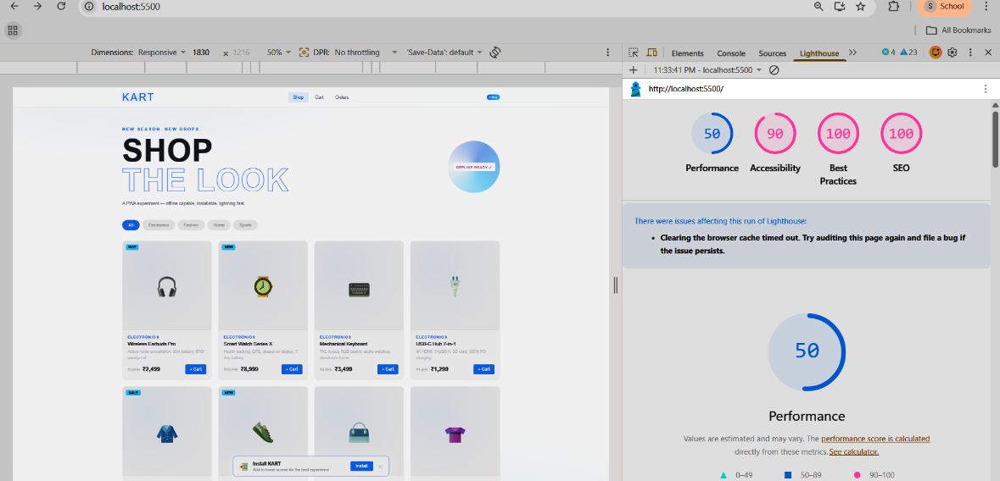 localhost:5500
S School
All Bookmarks
Dimensions: Responsive 1830 × 1216 50% DPR: No throttling 'Save-Data': default
Elements Console Sources Lighthouse 4 23
11:33:41 PM - localhost:5500
http://localhost:5500/
KART
Shop Cart Orders
NEW SEASON. NEW DROPS.
SHOP
THE LOOK
OFFLINE READY ✓
A PWA experiment — offline capable, installable, lightning fast.
All Electronics Fashion Home Sports
HOT NEW
ELECTRONICS ELECTRONICS ELECTRONICS ELECTRONICS
Wireless Earbuds Pro Smart Watch Series X Mechanical Keyboard USB-C Hub 7-in-1
Active noise cancellation, 30hr battery, IPX5 Health tracking, GPS, always-on display, 7- TKL layout, RGB backlit, tactile switches, 4K HDMI, 3×USB-A, SD card, 100W PD
waterproof. day battery. aluminum frame. charging.
₹2,499 + Cart ₹8,999 + Cart ₹3,499 + Cart ₹1,299 + Cart
SALE NEW
Install KART
Add to home screen for the best experience
Install
50 90 100 100
Performance Accessibility Best Practices SEO
There were issues affecting this run of Lighthouse:
Clearing the browser cache timed out. Try auditing this page again and file a bug if
the issue persists.
50
Performance
Values are estimated and may vary. The performance score is calculated
directly from these metrics. See calculator.
0–49 50–89 90–100